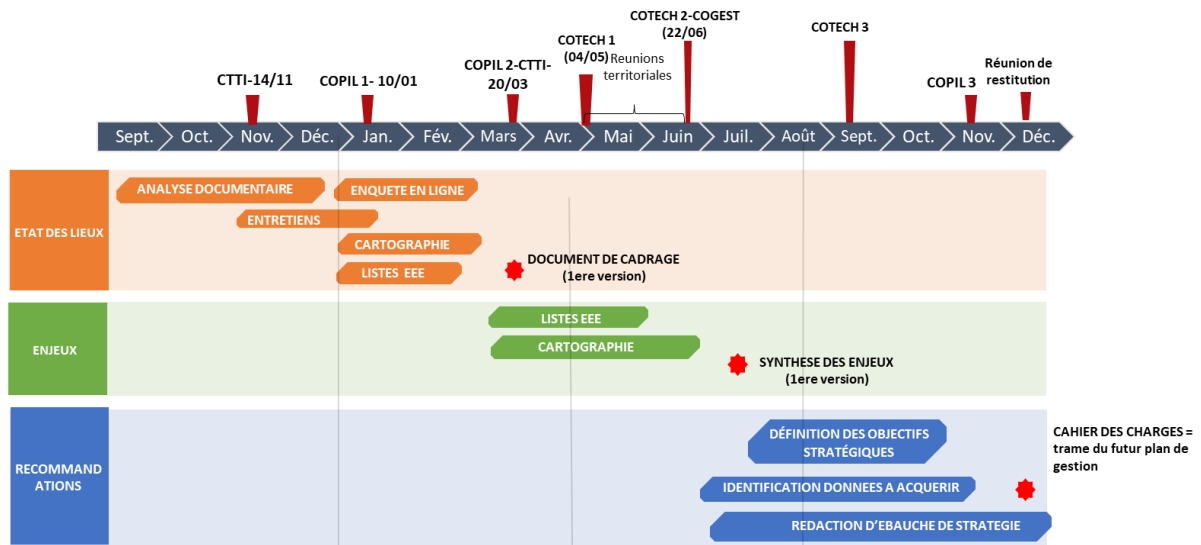 COTECH 2-COGEST
(22/06)
COTECH 1
(04/05)
Reunions
territoriales
COTECH 3
CTTI-14/11
COPIL 1- 10/01
COPIL 2-CTTI-
20/03
COPIL 3
Réunion de
restitution
Sept. Oct. Nov. Déc. Jan. Fév. Mars Avr. Mai Juin Juil. Août Sept. Oct. Nov. Déc.
ETAT DES LIEUX
ANALYSE DOCUMENTAIRE
ENQUETE EN LIGNE
ENTRETIENS
CARTOGRAPHIE
LISTES EEE
DOCUMENT DE CADRAGE
(1ere version)
ENJEUX
LISTES EEE
CARTOGRAPHIE
SYNTHESE DES ENJEUX
(1ere version)
RECOMMAND
ATIONS
DÉFINITION DES OBJECTIFS
STRATÉGIQUES
IDENTIFICATION DONNEES A ACQUERIR
REDACTION D'EBAUCHE DE STRATEGIE
CAHIER DES CHARGES =
trame du futur plan de
gestion